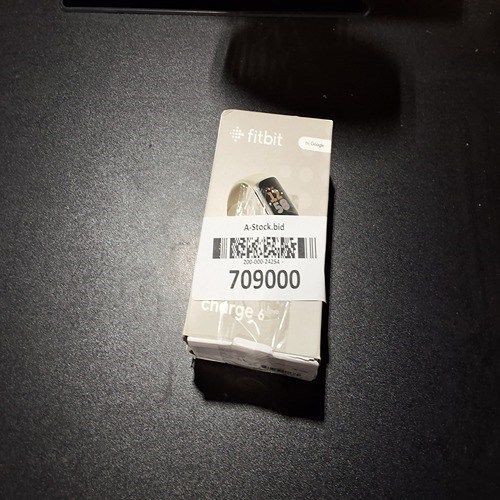 fitbit
by Google
A-Stock.bid
200-000-24254 -
709000
charge 6